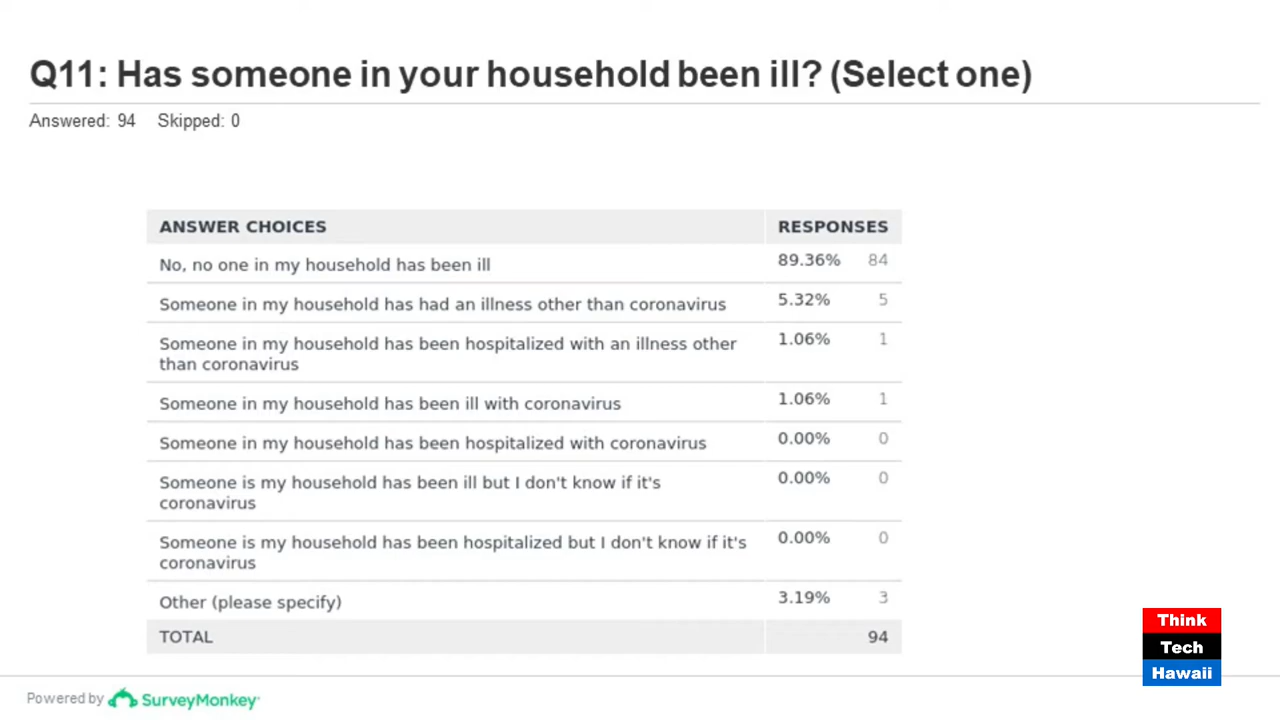 Q11: Has someone in your household been ill? (Select one)
Answered: 94 Skipped: 0
ANSWER CHOICES RESPONSES
No, no one in my household has been ill 89.36% 84
Someone in my household has had an illness other than coronavirus 5.32% 5
Someone in my household has been hospitalized with an illness other 1.06% 1
than coronavirus
Someone in my household has been ill with coronavirus 1.06% 1
Someone in my household has been hospitalized with coronavirus 0.00% 0
Someone is my household has been ill but I don't know if it's 0.00% 0
coronavirus
Someone is my household has been hospitalized but I don't know if it's 0.00% 0
coronavirus
Other (please specify) 3.19% 3
TOTAL 94
Think
Tech
Hawaii
Powered by SurveyMonkey